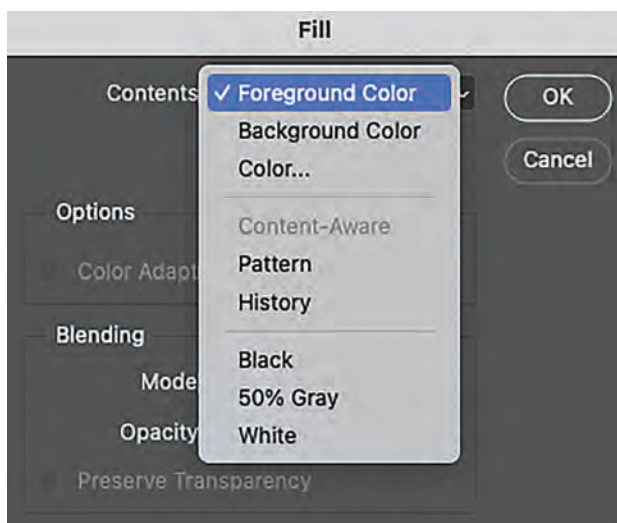 Fill
Contents ✓ Foreground Color
OK
Background Color
Cancel
Color...
Options
Content-Aware
Color Adapt
Pattern
History
Blending
Black
Mode
50% Gray
Opacity
White
Preserve Transparency